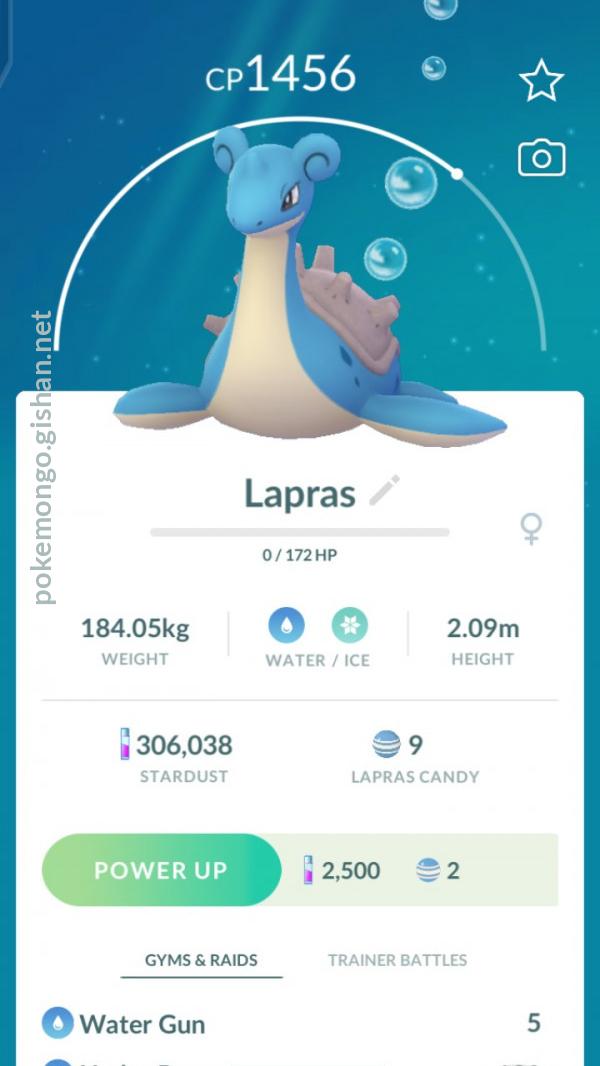 CP1456
pokemongo.gishan.net
Lapras
♀
0 / 172 HP
184.05kg
WEIGHT
WATER / ICE
2.09m
HEIGHT
306,038
STARDUST
9
LAPRAS CANDY
POWER UP
2,500
2
GYMS & RAIDS
TRAINER BATTLES
Water Gun
5